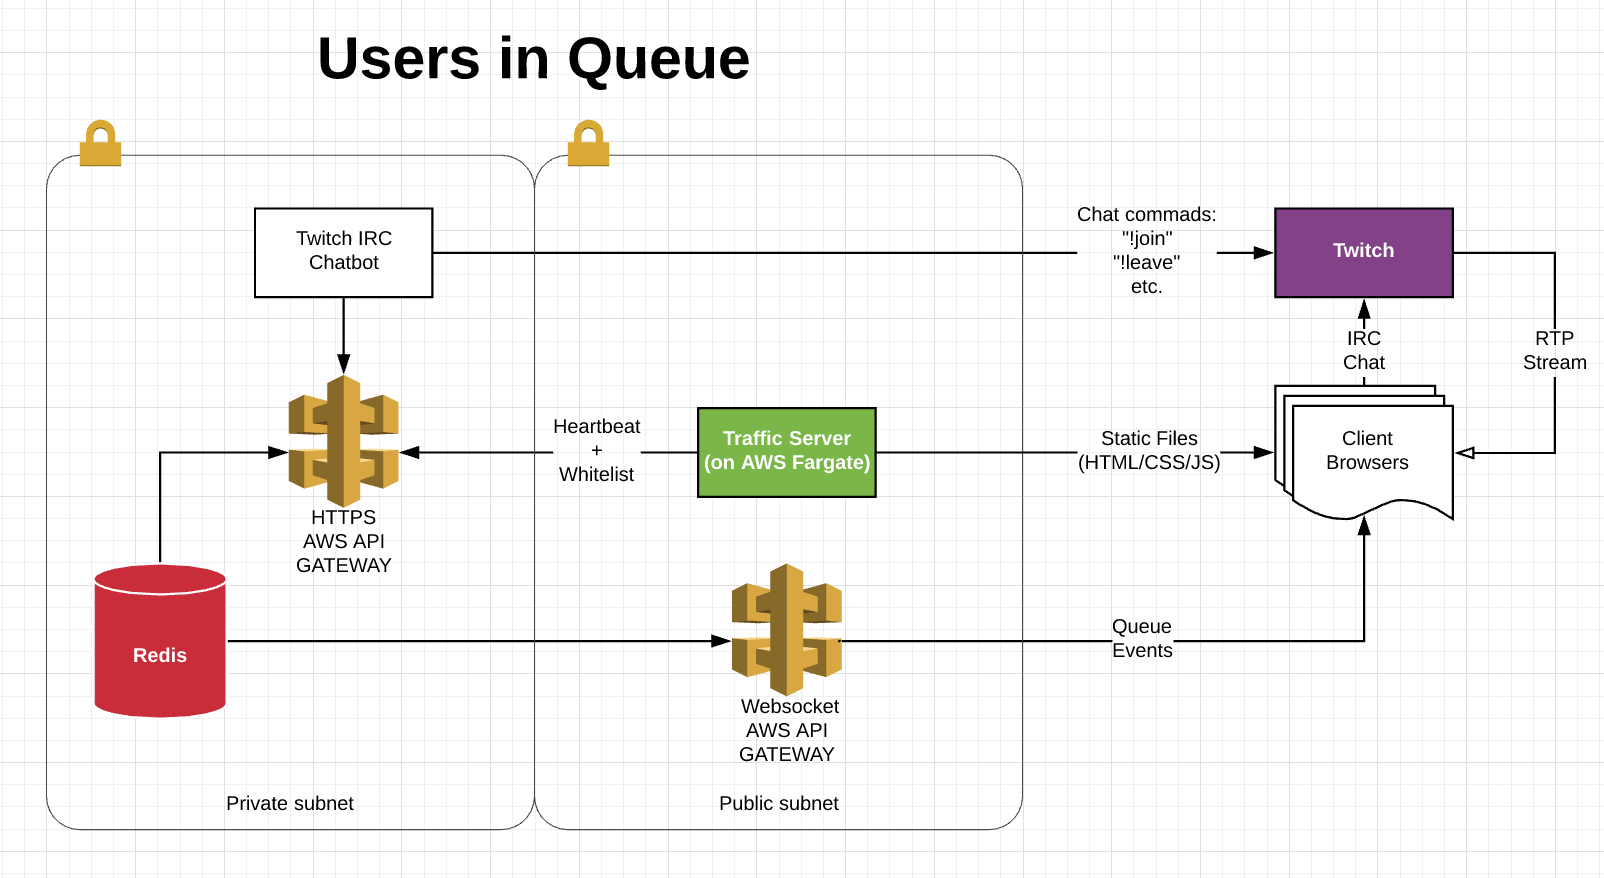 Users in Queue
Twitch IRC
Chatbot
Chat commads:
"!join"
"!leave"
etc.
Twitch
IRC
Chat
RTP
Stream
Heartbeat
+
Whitelist
Traffic Server
(on AWS Fargate)
Static Files
(HTML/CSS/JS)
Client
Browsers
HTTPS
AWS API
GATEWAY
Redis
Queue
Events
Websocket
AWS API
GATEWAY
Private subnet
Public subnet